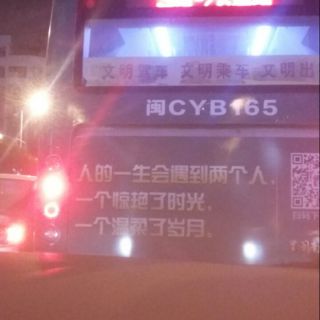 文明驾车 文明乘车 文明出
闽CYB165
人的一生会遇到两个人，
一个惊艳了时光，
一个温柔了岁月。